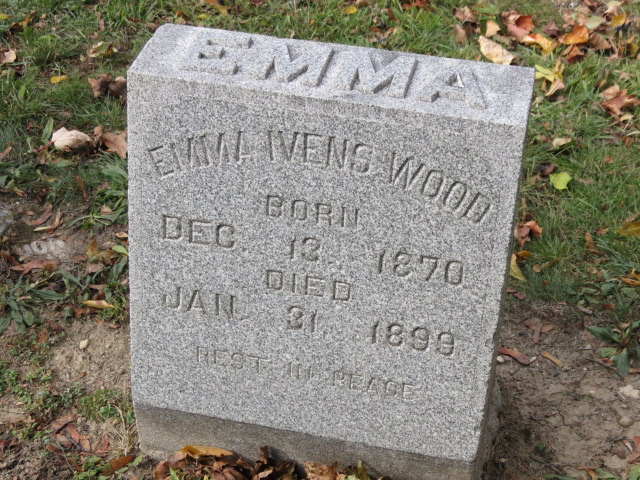 EMMA
EMMA IVENS WOOD
BORN
DEC 13 1870
DIED
JAN. 31 1899
REST IN PEACE